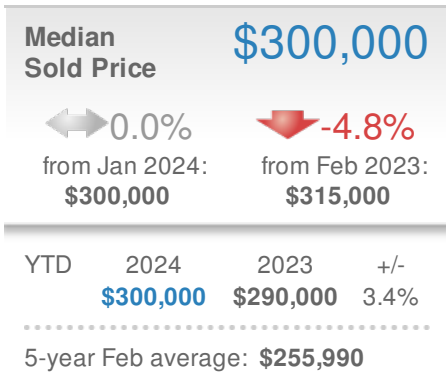 Median
Sold Price
$300,000
0.0%
from Jan 2024:
$300,000
-4.8%
from Feb 2023:
$315,000
YTD 2024 2023 +/-
$300,000 $290,000 3.4%
5-year Feb average: $255,990